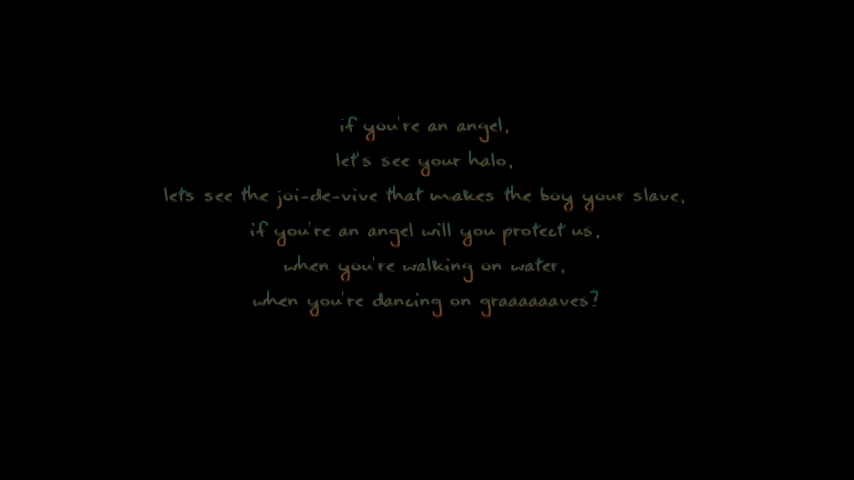 if you're an angel,
let's see your halo,
lets see the joi-de-vive that makes the boy your slave,
if you're an angel will you protect us,
when you're walking on water,
when you're dancing on graaaaaaves?